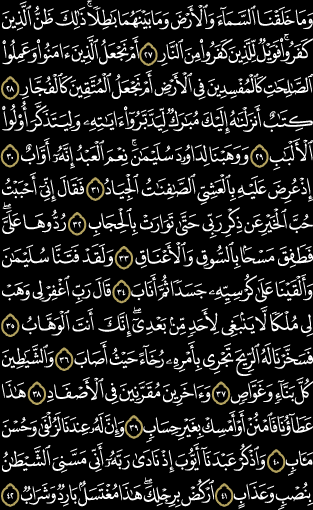 وَمَا خَلَقْنَا ٱلسَّمَآءَ وَٱلْأَرْضَ وَمَا بَيْنَهُمَا بَٰطِلًا ۚ ذَٰلِكَ ظَنُّ ٱلَّذِينَ
كَفَرُوا۟ ۚ فَوَيْلٌ لِّلَّذِينَ كَفَرُوا۟ مِنَ ٱلنَّارِ ٢٧ أَمْ نَجْعَلُ ٱلَّذِينَ ءَامَنُوا۟ وَعَمِلُوا۟
ٱلصَّٰلِحَٰتِ كَٱلْمُفْسِدِينَ فِى ٱلْأَرْضِ أَمْ نَجْعَلُ ٱلْمُتَّقِينَ كَٱلْفُجَّارِ ٢٨
كِتَٰبٌ أَنزَلْنَٰهُ إِلَيْكَ مُبَٰرَكٌ لِّيَدَّبَّرُوٓا۟ ءَايَٰتِهِۦ وَلِيَتَذَكَّرَ أُو۟لُوا۟
ٱلْأَلْبَٰبِ ٢٩ وَوَهَبْنَا لِدَاوُۥدَ سُلَيْمَٰنَ ۚ نِعْمَ ٱلْعَبْدُ ۖ إِنَّهُۥٓ أَوَّابٌ ٣٠
إِذْ عُرِضَ عَلَيْهِ بِٱلْعَشِىِّ ٱلصَّٰفِنَٰتُ ٱلْجِيَادُ ٣١ فَقَالَ إِنِّىٓ أَحْبَبْتُ
حُبَّ ٱلْخَيْرِ عَن ذِكْرِ رَبِّى حَتَّىٰ تَوَارَتْ بِٱلْحِجَابِ ٣٢ رُدُّوهَا عَلَىَّ ۖ
فَطَفِقَ مَسْحًۢا بِٱلسُّوقِ وَٱلْأَعْنَاقِ ٣٣ وَلَقَدْ فَتَنَّا سُلَيْمَٰنَ
وَأَلْقَيْنَا عَلَىٰ كُرْسِيِّهِۦ جَسَدًا ثُمَّ أَنَابَ ٣٤ قَالَ رَبِّ ٱغْفِرْ لِى وَهَبْ
لِى مُلْكًا لَّا يَنۢبَغِى لِأَحَدٍ مِّنۢ بَعْدِىٓ ۖ إِنَّكَ أَنتَ ٱلْوَهَّابُ ٣٥
فَسَخَّرْنَا لَهُ ٱلرِّيحَ تَجْرِى بِأَمْرِهِۦ رُخَآءً حَيْثُ أَصَابَ ٣٦ وَٱلشَّيَٰطِينَ
كُلَّ بَنَّآءٍ وَغَوَّاصٍ ٣٧ وَءَاخَرِينَ مُقَرَّنِينَ فِى ٱلْأَصْفَادِ ٣٨ هَٰذَا
عَطَآؤُنَا فَٱمْنُنْ أَوْ أَمْسِكْ بِغَيْرِ حِسَابٍ ٣٩ وَإِنَّ لَهُۥ عِندَنَا لَزُلْفَىٰ وَحُسْنَ
مَـَٔابٍ ٤٠ وَٱذْكُرْ عَبْدَنَآ أَيُّوبَ إِذْ نَادَىٰ رَبَّهُۥٓ أَنِّى مَسَّنِىَ ٱلشَّيْطَٰنُ
بِنُصْبٍ وَعَذَابٍ ٤١ ٱرْكُضْ بِرِجْلِكَ ۖ هَٰذَا مُغْتَسَلٌۢ بَارِدٌ وَشَرَابٌ ٤٢